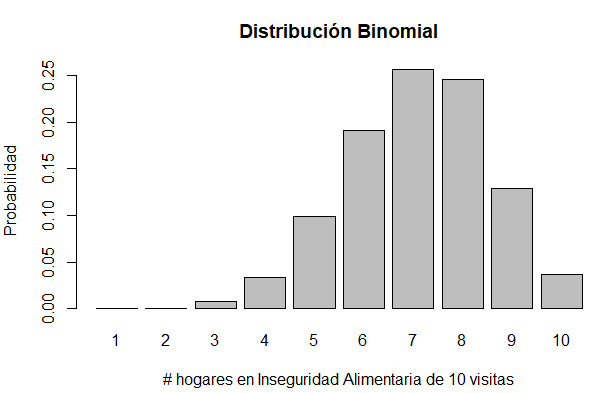 Distribución Binomial
Probabilidad
0.25
0.20
0.15
0.10
0.05
0.00
1 2 3 4 5 6 7 8 9 10
# hogares en Inseguridad Alimentaria de 10 visitas